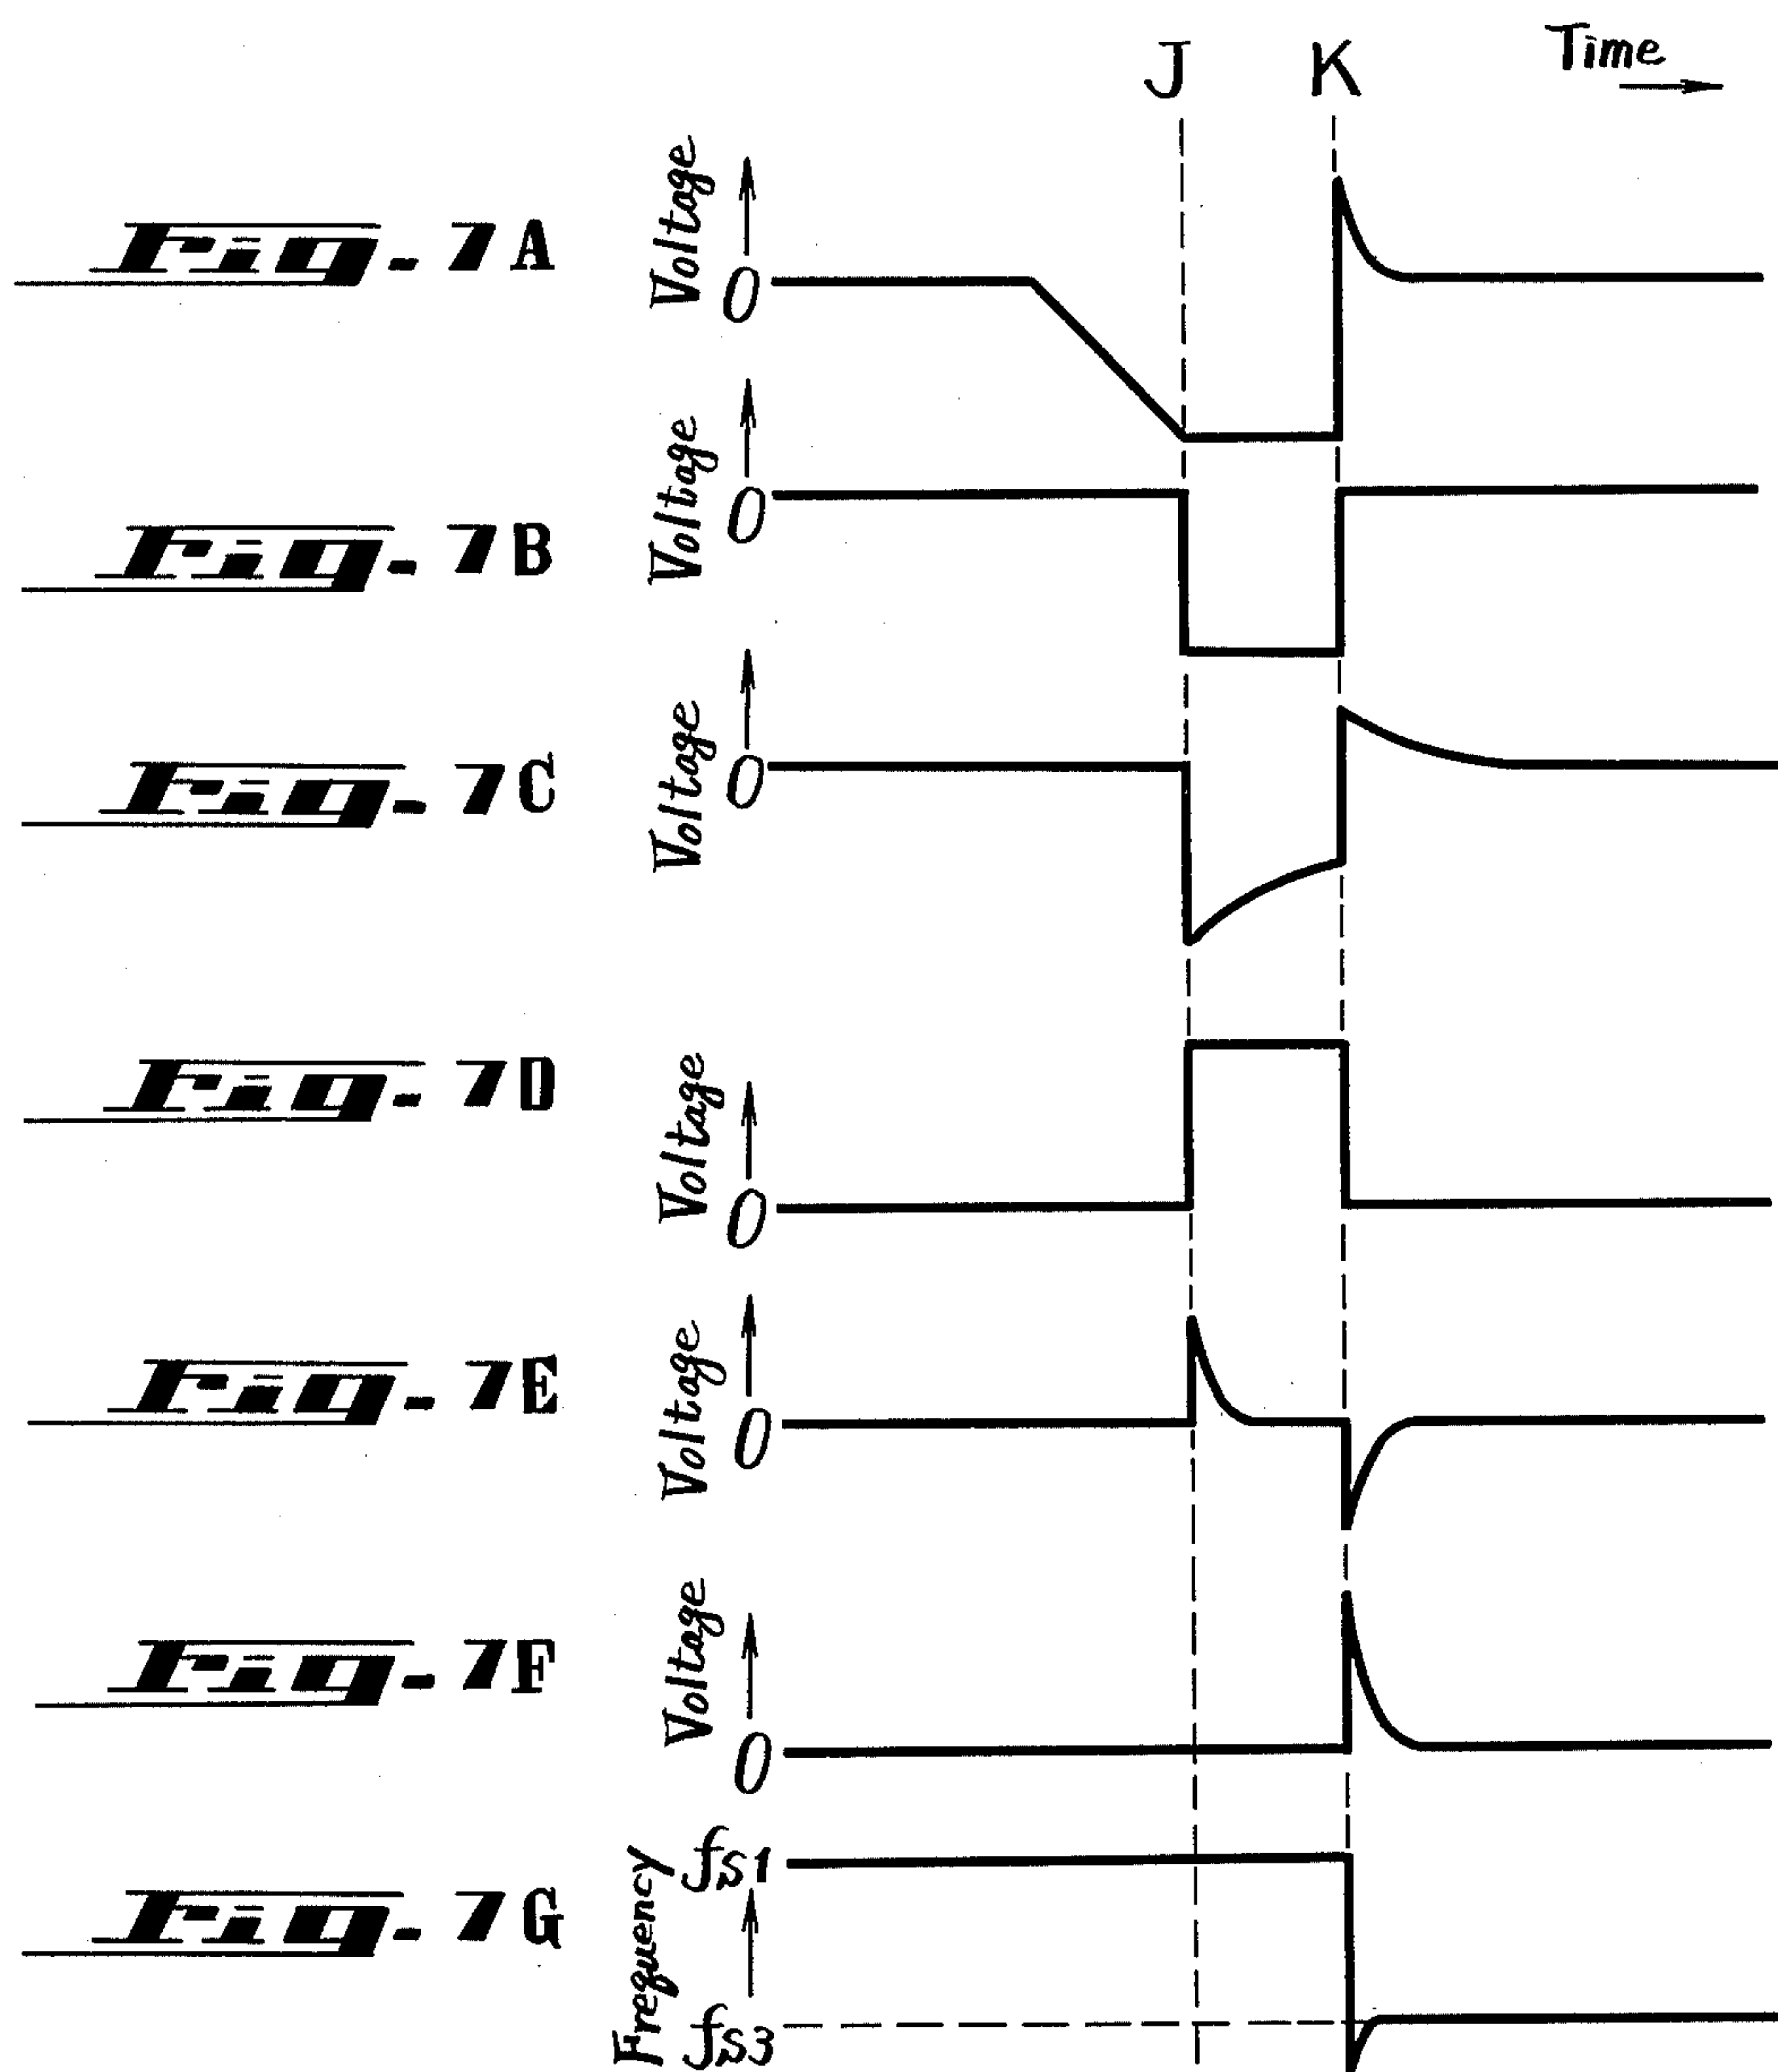 J K Time
Fig. 7A
Voltage
0
Fig. 7B
Voltage
0
Fig. 7C
Voltage
0
Fig. 7D
Voltage
0
Fig. 7E
Voltage
0
Fig. 7F
Voltage
0
Fig. 7G
Frequency
fs1
fs3